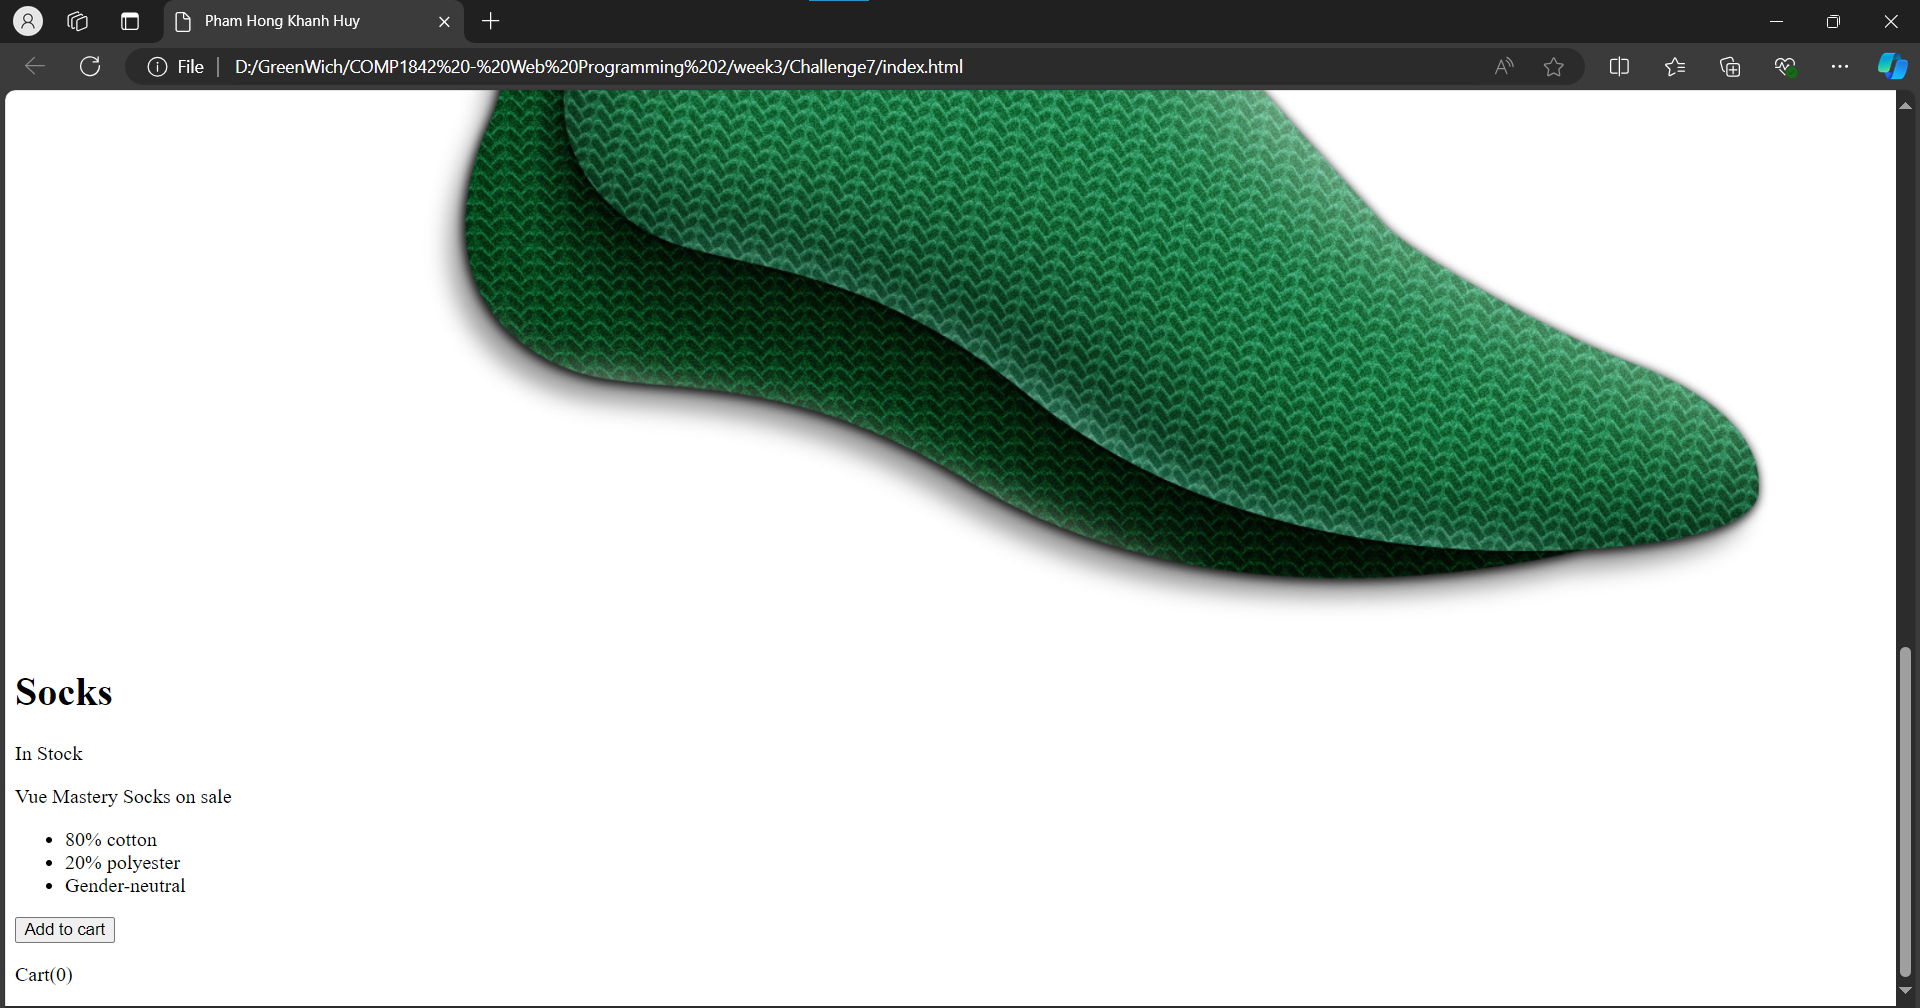 Pham Hong Khanh Huy
File
D:/GreenWich/COMP1842%20-%20Web%20Programming%202/week3/Challenge7/index.html
Socks
In Stock
Vue Mastery Socks on sale
80% cotton
20% polyester
Gender-neutral
Add to cart
Cart(0)